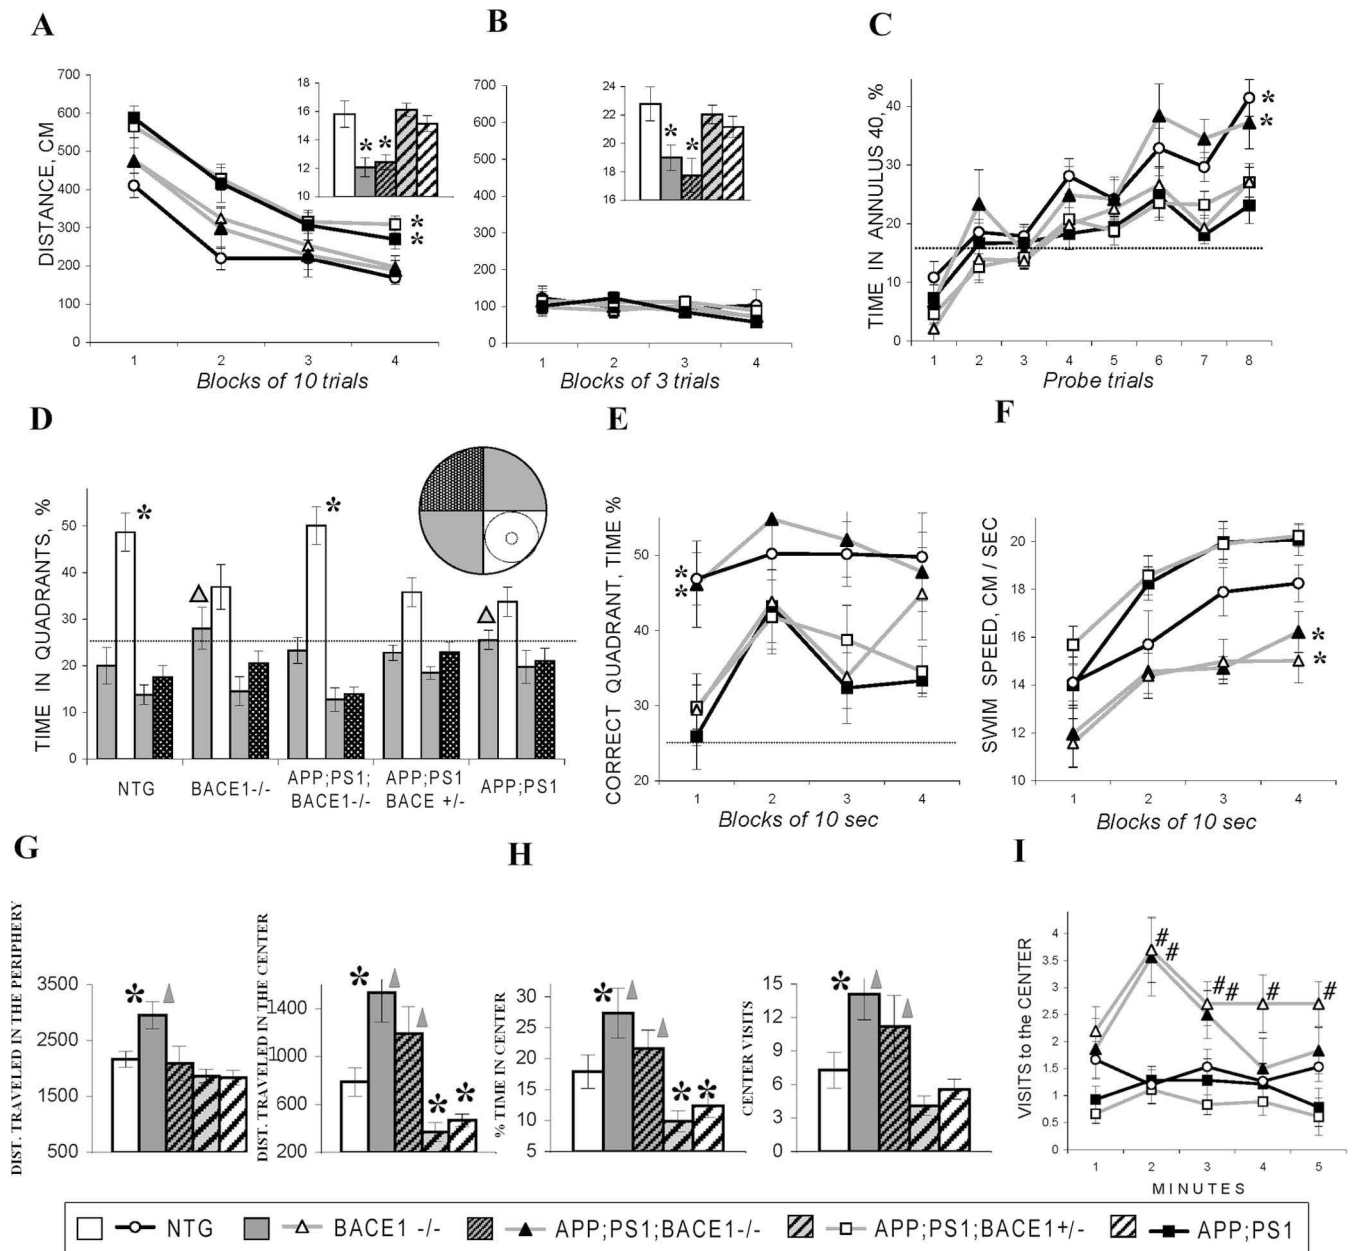 A
B
C
DISTANCE, CM
700
600
500
400
300
200
100
0
18
16
14
12
10
* *
*
*
1 2 3 4
Blocks of 10 trials
700
600
500
400
300
200
100
0
24
22
20
18
16
* *
1 2 3 4
Blocks of 3 trials
TIME IN ANNULUS 40, %
40
30
20
10
0
*
*
1 2 3 4 5 6 7 8
Probe trials
D
E
F
TIME IN QUADRANTS, %
50
40
30
20
10
0
* *
NTG
BACE1-/-
APP;PS1;
BACE1-/-
APP;PS1
BACE +/-
APP;PS1
CORRECT QUADRANT, TIME %
50
40
30
20
*
*
1 2 3 4
Blocks of 10 sec
SWIM SPEED, CM / SEC
20
18
16
14
12
10
*
*
1 2 3 4
Blocks of 10 sec
G
H
I
DIST. TRAVELED IN THE PERIPHERY
3500
2500
1500
500
*
DIST. TRAVELED IN THE CENTER
1400
1000
600
200
* * *
% TIME IN CENTER
30
25
20
15
10
5
* * *
CENTER VISITS
15
12
9
6
3
0
*
VISITS to the CENTER
4
3.5
3
2.5
2
1.5
1
0.5
0
# # # # # #
1 2 3 4 5
MINUTES
NTG BACE1 -/- APP;PS1;BACE1-/- APP;PS1;BACE1+/- APP;PS1